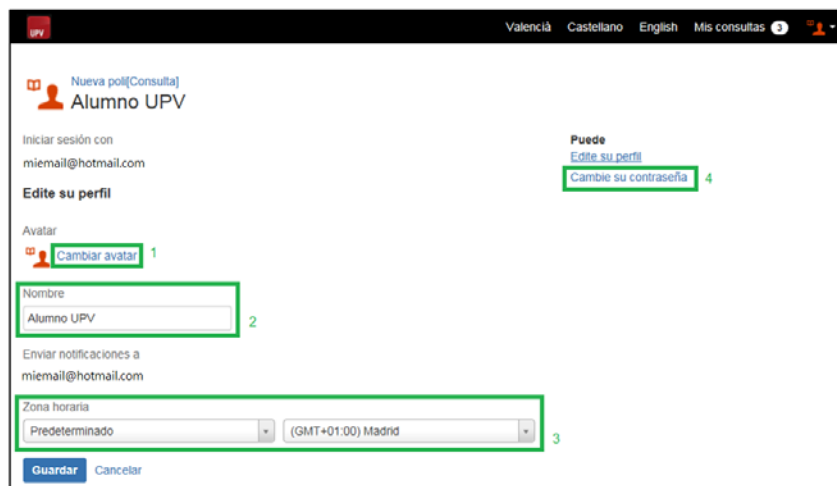 UPV Valencià Castellano English Mis consultas 3
Nueva poli[Consulta]
Alumno UPV
Iniciar sesión con
miemail@hotmail.com
Edite su perfil
Puede
Edite su perfil
Cambie su contraseña 4
Avatar
Cambiar avatar 1
Nombre
Alumno UPV
2
Enviar notificaciones a
miemail@hotmail.com
Zona horaria
Predeterminado (GMT+01:00) Madrid
3
Guardar Cancelar